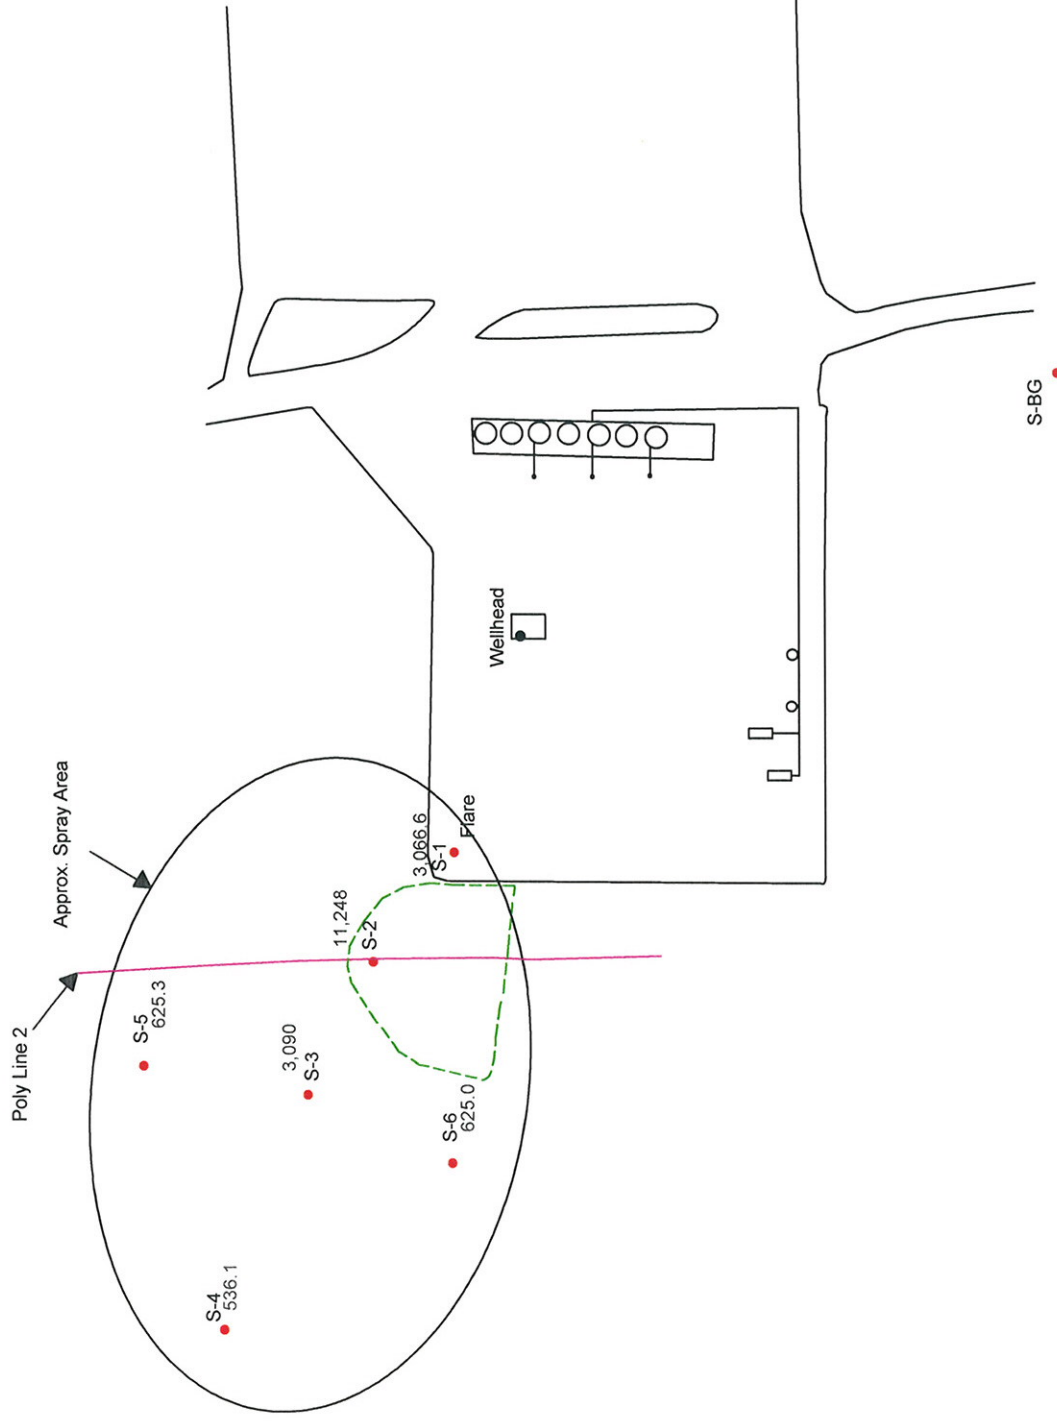 Poly Line 2
Approx. Spray Area
S-5
625.3
3,090
S-3
11,248
S-2
3,066.6
S-1
Flare
S-6
625.0
S-4
536.1
Wellhead
S-BG